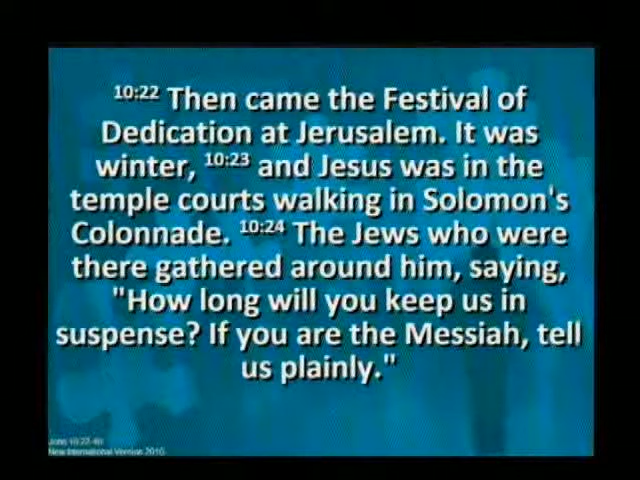 10:22 Then came the Festival of
Dedication at Jerusalem. It was
winter, 10:23 and Jesus was in the
temple courts walking in Solomon's
Colonnade. 10:24 The Jews who were
there gathered around him, saying,
"How long will you keep us in
suspense? If you are the Messiah, tell
us plainly."
John 10:22-40
New International Version 2010